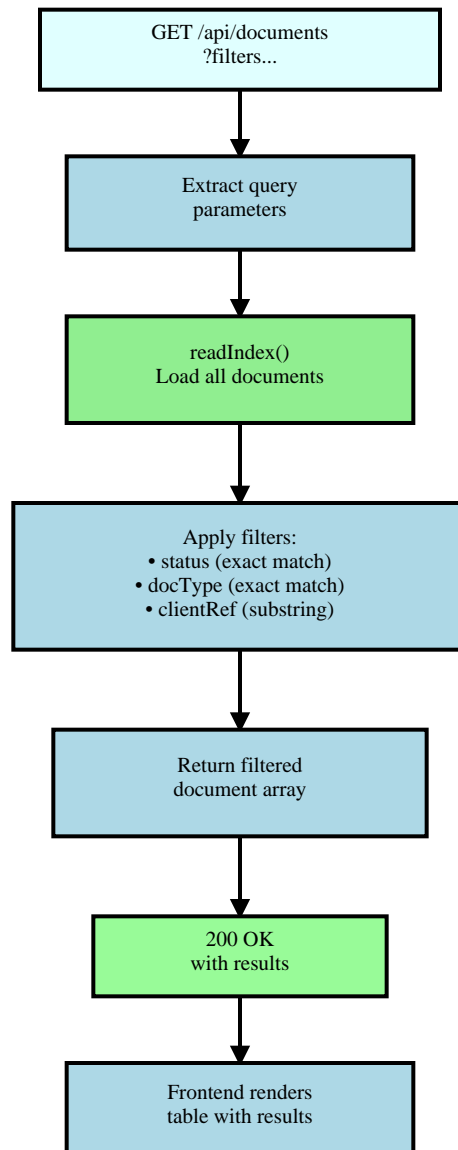 GET /api/documents
?filters...
Extract query
parameters
readIndex()
Load all documents
Apply filters:
• status (exact match)
• docType (exact match)
• clientRef (substring)
Return filtered
document array
200 OK
with results
Frontend renders
table with results